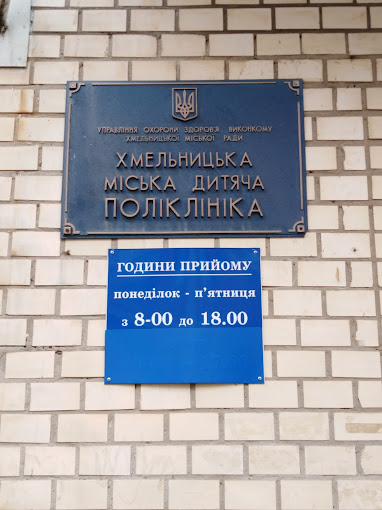 УПРАВЛІННЯ ОХОРОНИ ЗДОРОВ'Я ВИКОНКОМУ
ХМЕЛЬНИЦЬКОЇ МІСЬКОЇ РАДИ
ХМЕЛЬНИЦЬКА
МІСЬКА ДИТЯЧА
ПОЛІКЛІНІКА
ГОДИНИ ПРИЙОМУ
понеділок - п'ятниця
з 8-00 до 18.00